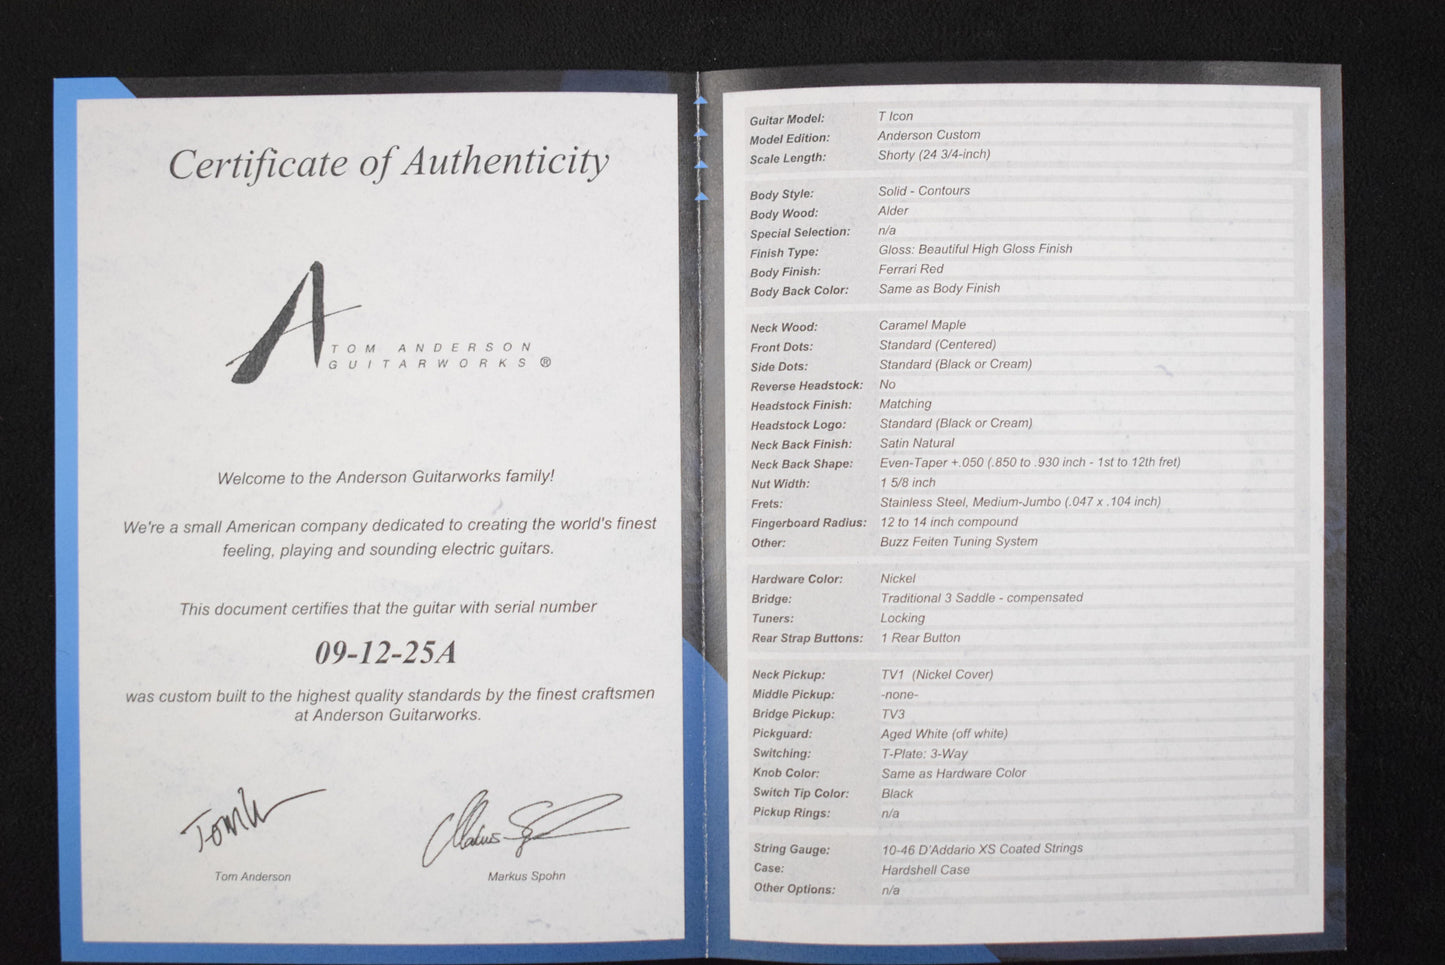 Certificate of Authenticity
TOM ANDERSON
GUITARWORKS ®
Welcome to the Anderson Guitarworks family!
We're a small American company dedicated to creating the world's finest
feeling, playing and sounding electric guitars.
This document certifies that the guitar with serial number
09-12-25A
was custom built to the highest quality standards by the finest craftsmen
at Anderson Guitarworks.
Tom Anderson
Markus Spohn
Guitar Model: T Icon
Model Edition: Anderson Custom
Scale Length: Shorty (24 3/4-inch)
Body Style: Solid - Contours
Body Wood: Alder
Special Selection: n/a
Finish Type: Gloss: Beautiful High Gloss Finish
Body Finish: Ferrari Red
Body Back Color: Same as Body Finish
Neck Wood: Caramel Maple
Front Dots: Standard (Centered)
Side Dots: Standard (Black or Cream)
Reverse Headstock: No
Headstock Finish: Matching
Headstock Logo: Standard (Black or Cream)
Neck Back Finish: Satin Natural
Neck Back Shape: Even-Taper +.050 (.850 to .930 inch - 1st to 12th fret)
Nut Width: 1 5/8 inch
Frets: Stainless Steel, Medium-Jumbo (.047 x .104 inch)
Fingerboard Radius: 12 to 14 inch compound
Other: Buzz Feiten Tuning System
Hardware Color: Nickel
Bridge: Traditional 3 Saddle - compensated
Tuners: Locking
Rear Strap Buttons: 1 Rear Button
Neck Pickup: TV1 (Nickel Cover)
Middle Pickup: -none-
Bridge Pickup: TV3
Pickguard: Aged White (off white)
Switching: T-Plate: 3-Way
Knob Color: Same as Hardware Color
Switch Tip Color: Black
Pickup Rings: n/a
String Gauge: 10-46 D'Addario XS Coated Strings
Case: Hardshell Case
Other Options: n/a